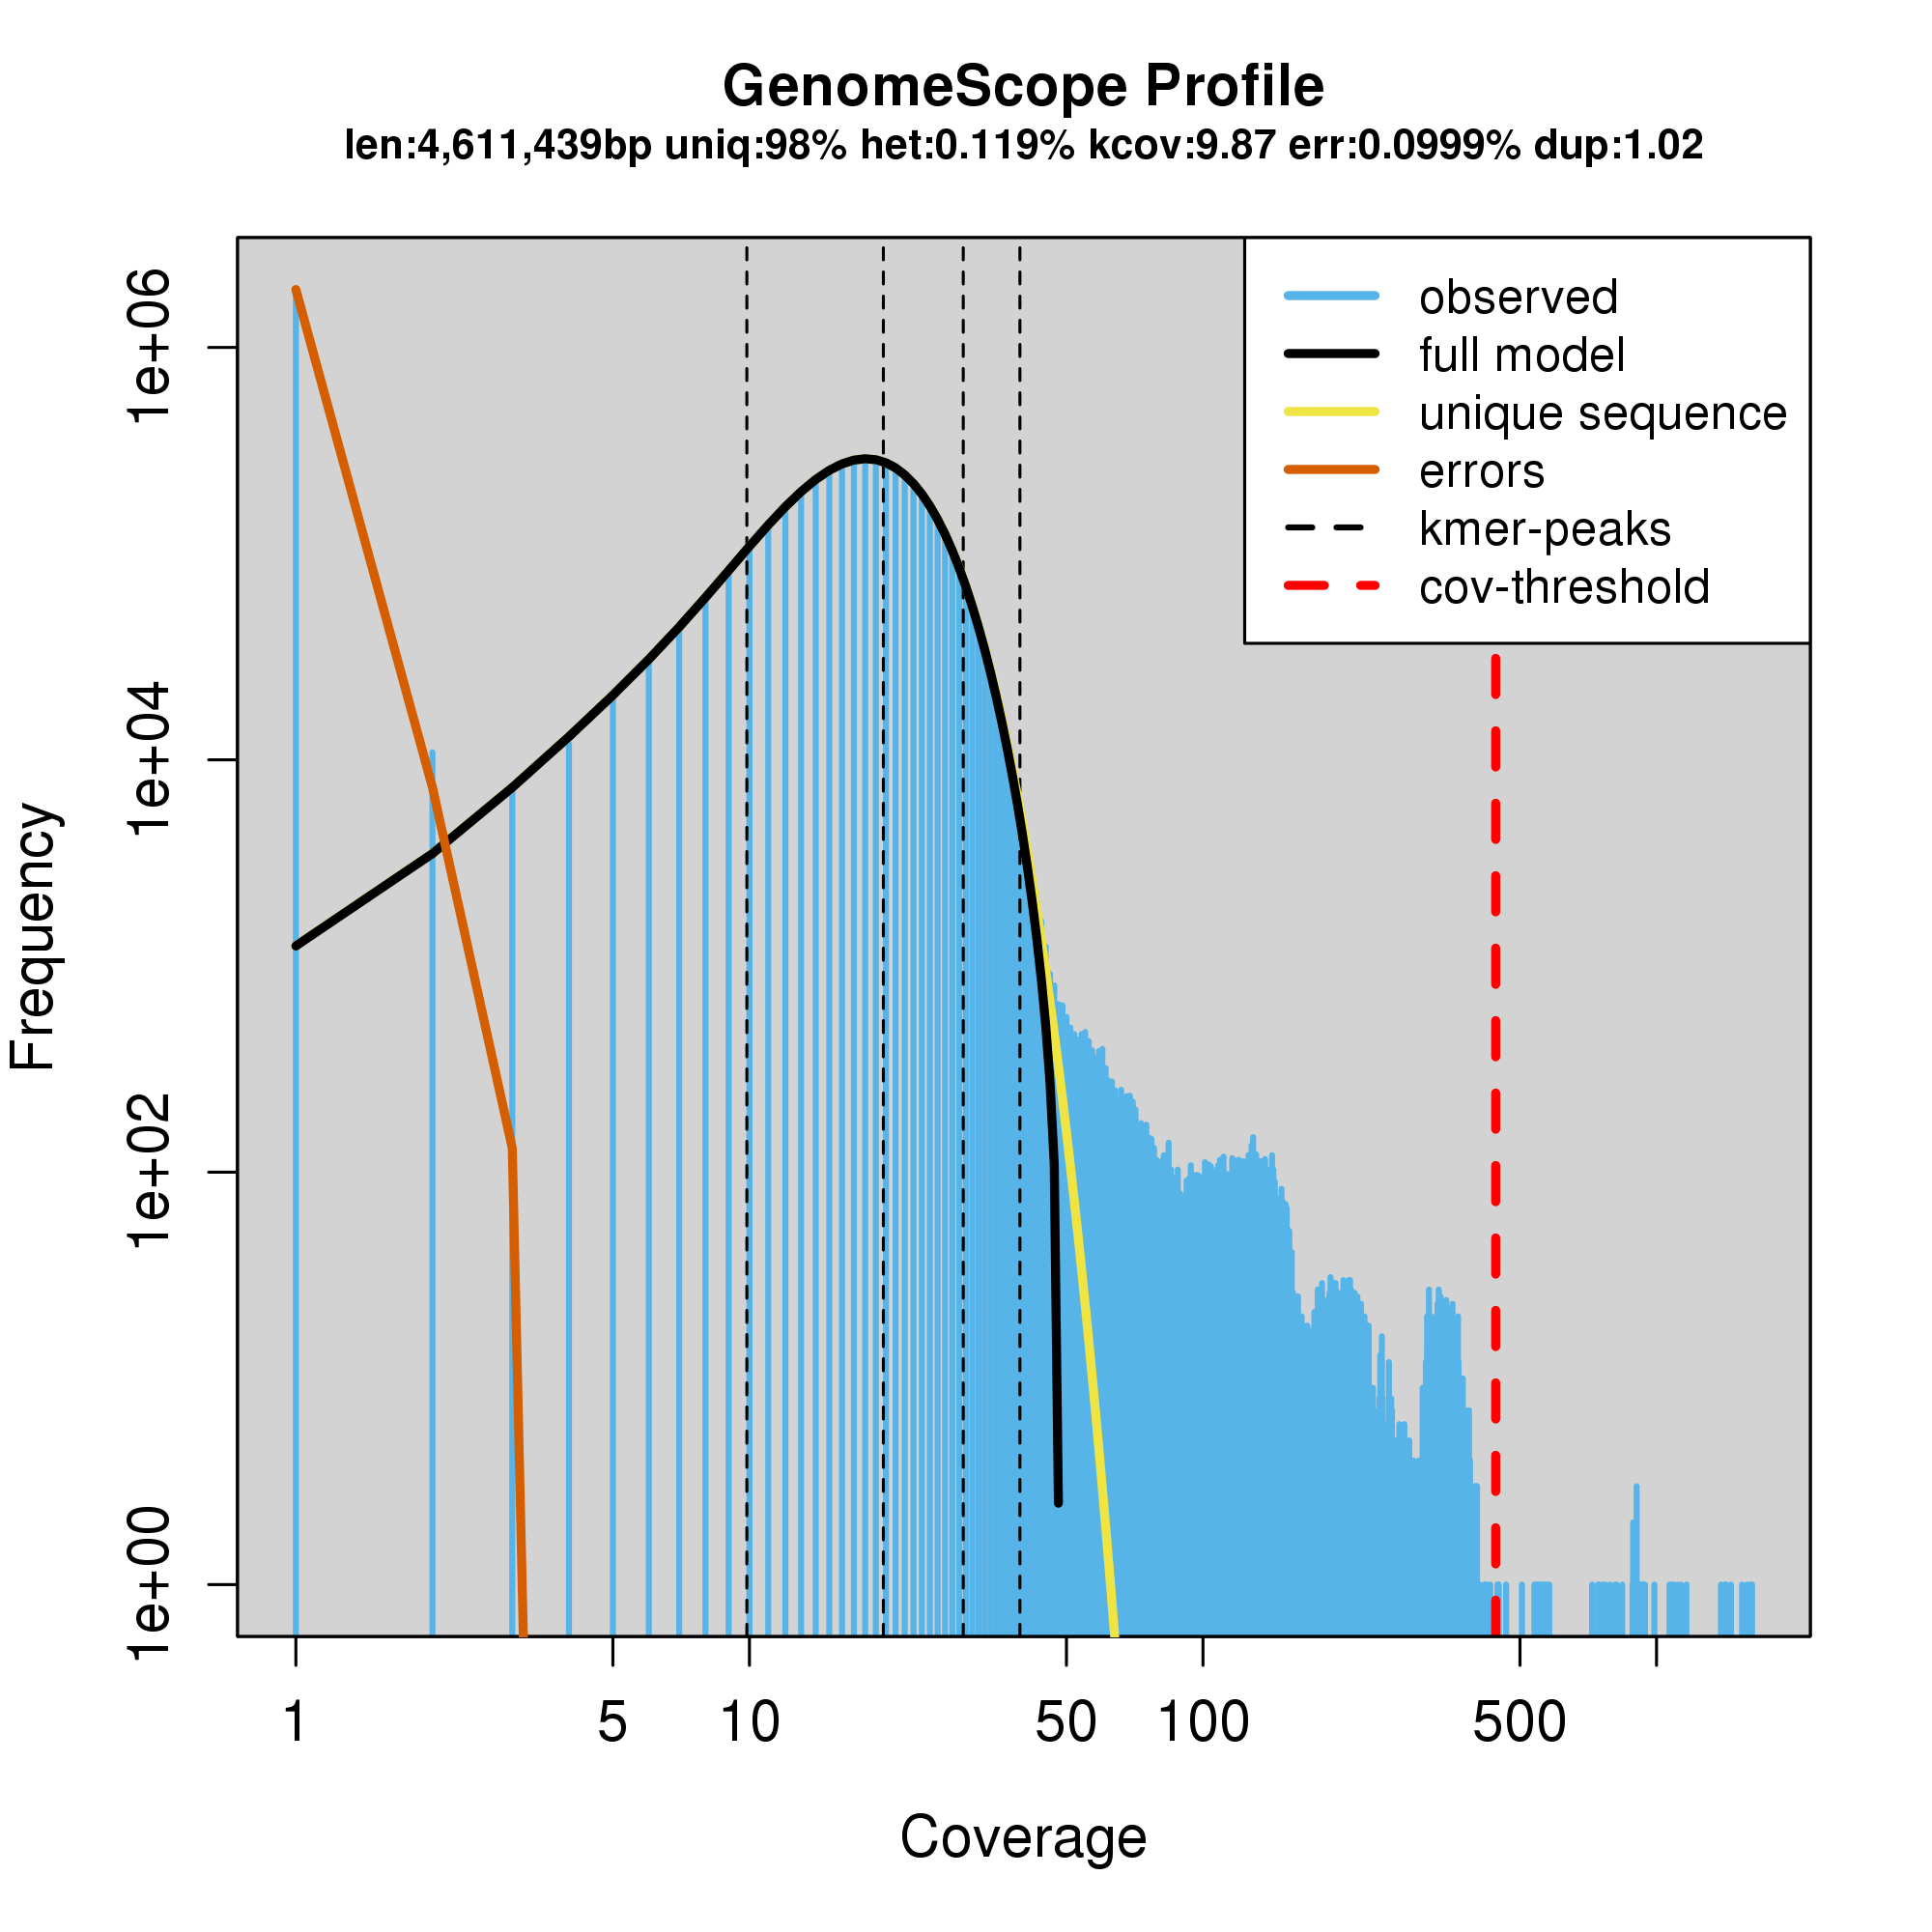 GenomeScope Profile
len:4,611,439bp uniq:98% het:0.119% kcov:9.87 err:0.0999% dup:1.02
observed
full model
unique sequence
errors
kmer-peaks
cov-threshold
Frequency
1e+06
1e+04
1e+02
1e+00
1 5 10 50 100 500
Coverage